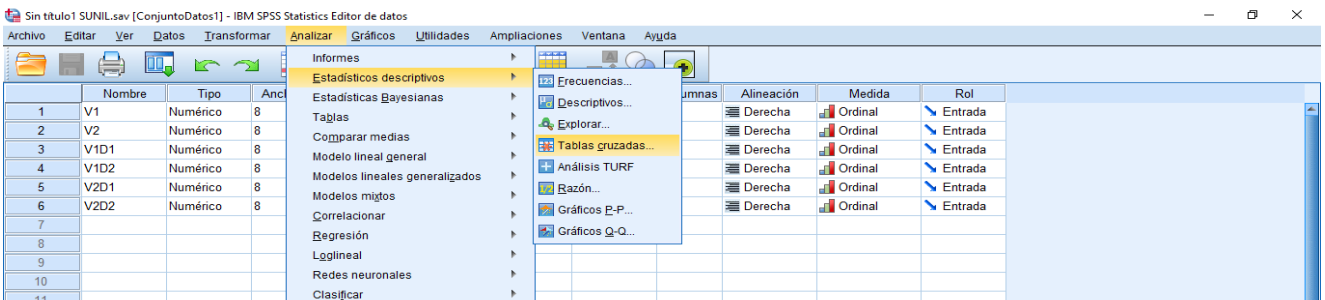 Sin título1 SUNIL.sav [ConjuntoDatos1] - IBM SPSS Statistics Editor de datos
Archivo Editar Ver Datos Transformar Analizar Gráficos Utilidades Ampliaciones Ventana Ayuda
Informes
Estadísticos descriptivos
Estadísticas Bayesianas
Tablas
Comparar medias
Modelo lineal general
Modelos lineales generalizados
Modelos mixtos
Correlacionar
Regresión
Loglineal
Redes neuronales
Clasificar
Frecuencias...
Descriptivos...
Explorar...
Tablas cruzadas...
Análisis TURF
Razón...
Gráficos P-P...
Gráficos Q-Q...
Nombre Tipo Anch umnas Alineación Medida Rol
1 V1 Numérico 8 Derecha Ordinal Entrada
2 V2 Numérico 8 Derecha Ordinal Entrada
3 V1D1 Numérico 8 Derecha Ordinal Entrada
4 V1D2 Numérico 8 Derecha Ordinal Entrada
5 V2D1 Numérico 8 Derecha Ordinal Entrada
6 V2D2 Numérico 8 Derecha Ordinal Entrada
7
8
9
10